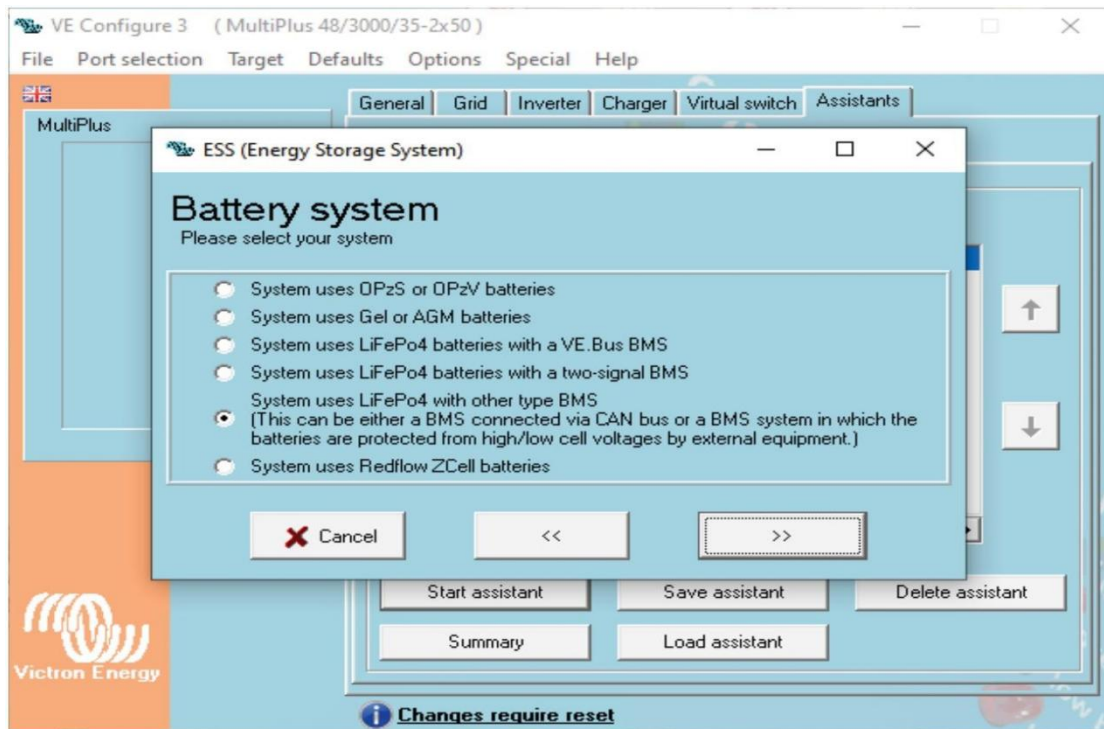 VE Configure 3 ( MultiPlus 48/3000/35-2x50 )
File Port selection Target Defaults Options Special Help
General Grid Inverter Charger Virtual switch Assistants
MultiPlus
ESS (Energy Storage System)
Battery system
Please select your system
System uses OPzS or OPzV batteries
System uses Gel or AGM batteries
System uses LiFePo4 batteries with a VE.Bus BMS
System uses LiFePo4 batteries with a two-signal BMS
System uses LiFePo4 with other type BMS
(This can be either a BMS connected via CAN bus or a BMS system in which the
batteries are protected from high/low cell voltages by external equipment.)
System uses Redflow ZCell batteries
Cancel << >>
Start assistant Save assistant Delete assistant
Summary Load assistant
Victron Energy
Changes require reset